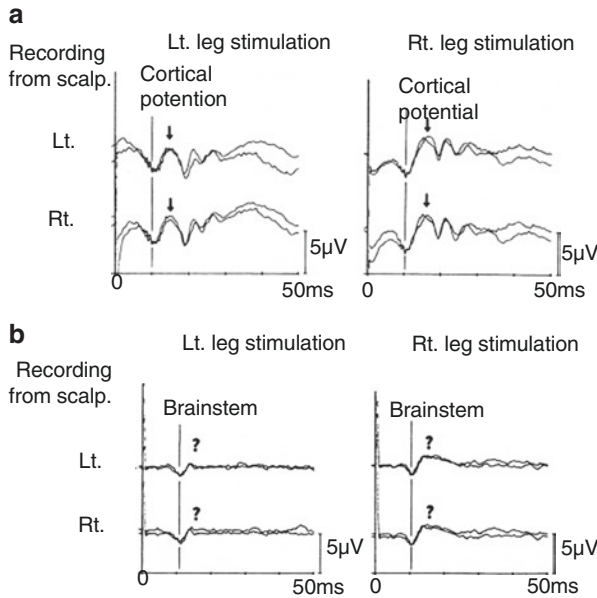 a
Lt. leg stimulation
Rt. leg stimulation
Recording
from scalp.
Cortical
potention
Cortical
potential
Lt.
Rt.
5µV
5µV
0
50ms
0
50ms
b
Lt. leg stimulation
Rt. leg stimulation
Recording
from scalp.
Brainstem
Brainstem
?
?
Lt.
?
?
Rt.
5µV
5µV
0
50ms
0
50ms